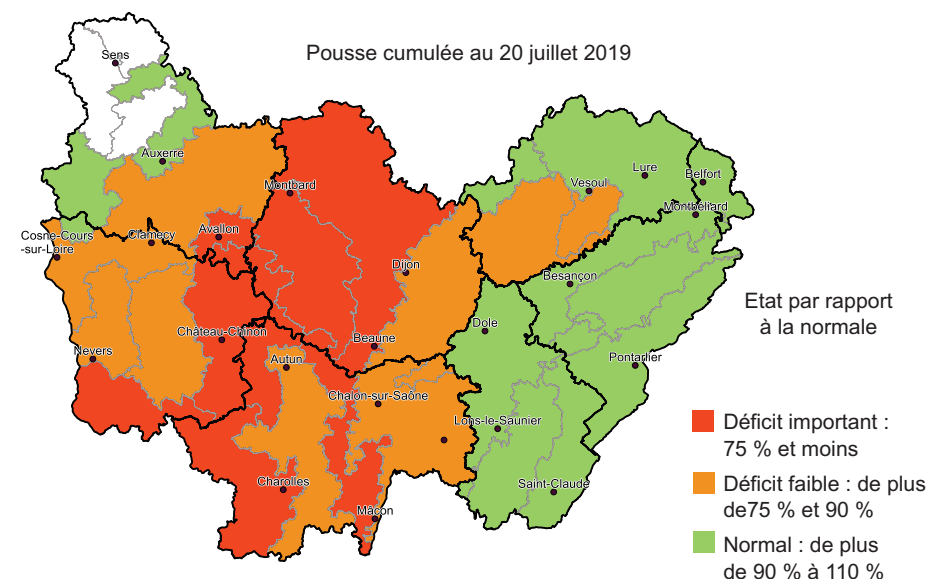 Pousse cumulée au 20 juillet 2019
Sens
Auxerre
Montbard
Vesoul
Lure
Belfort
Montbéliard
Cosne-Cours
-sur-Loire
Clamecy
Avallon
Dijon
Besançon
Etat par rapport
à la normale
Château-Chinon
Beaune
Dole
Nevers
Autun
Pontarlier
Chalon-sur-Saône
Lons-le-Saunier
Charolles
Saint-Claude
Mâcon
Déficit important :
75 % et moins
Déficit faible : de plus
de75 % et 90 %
Normal : de plus
de 90 % à 110 %